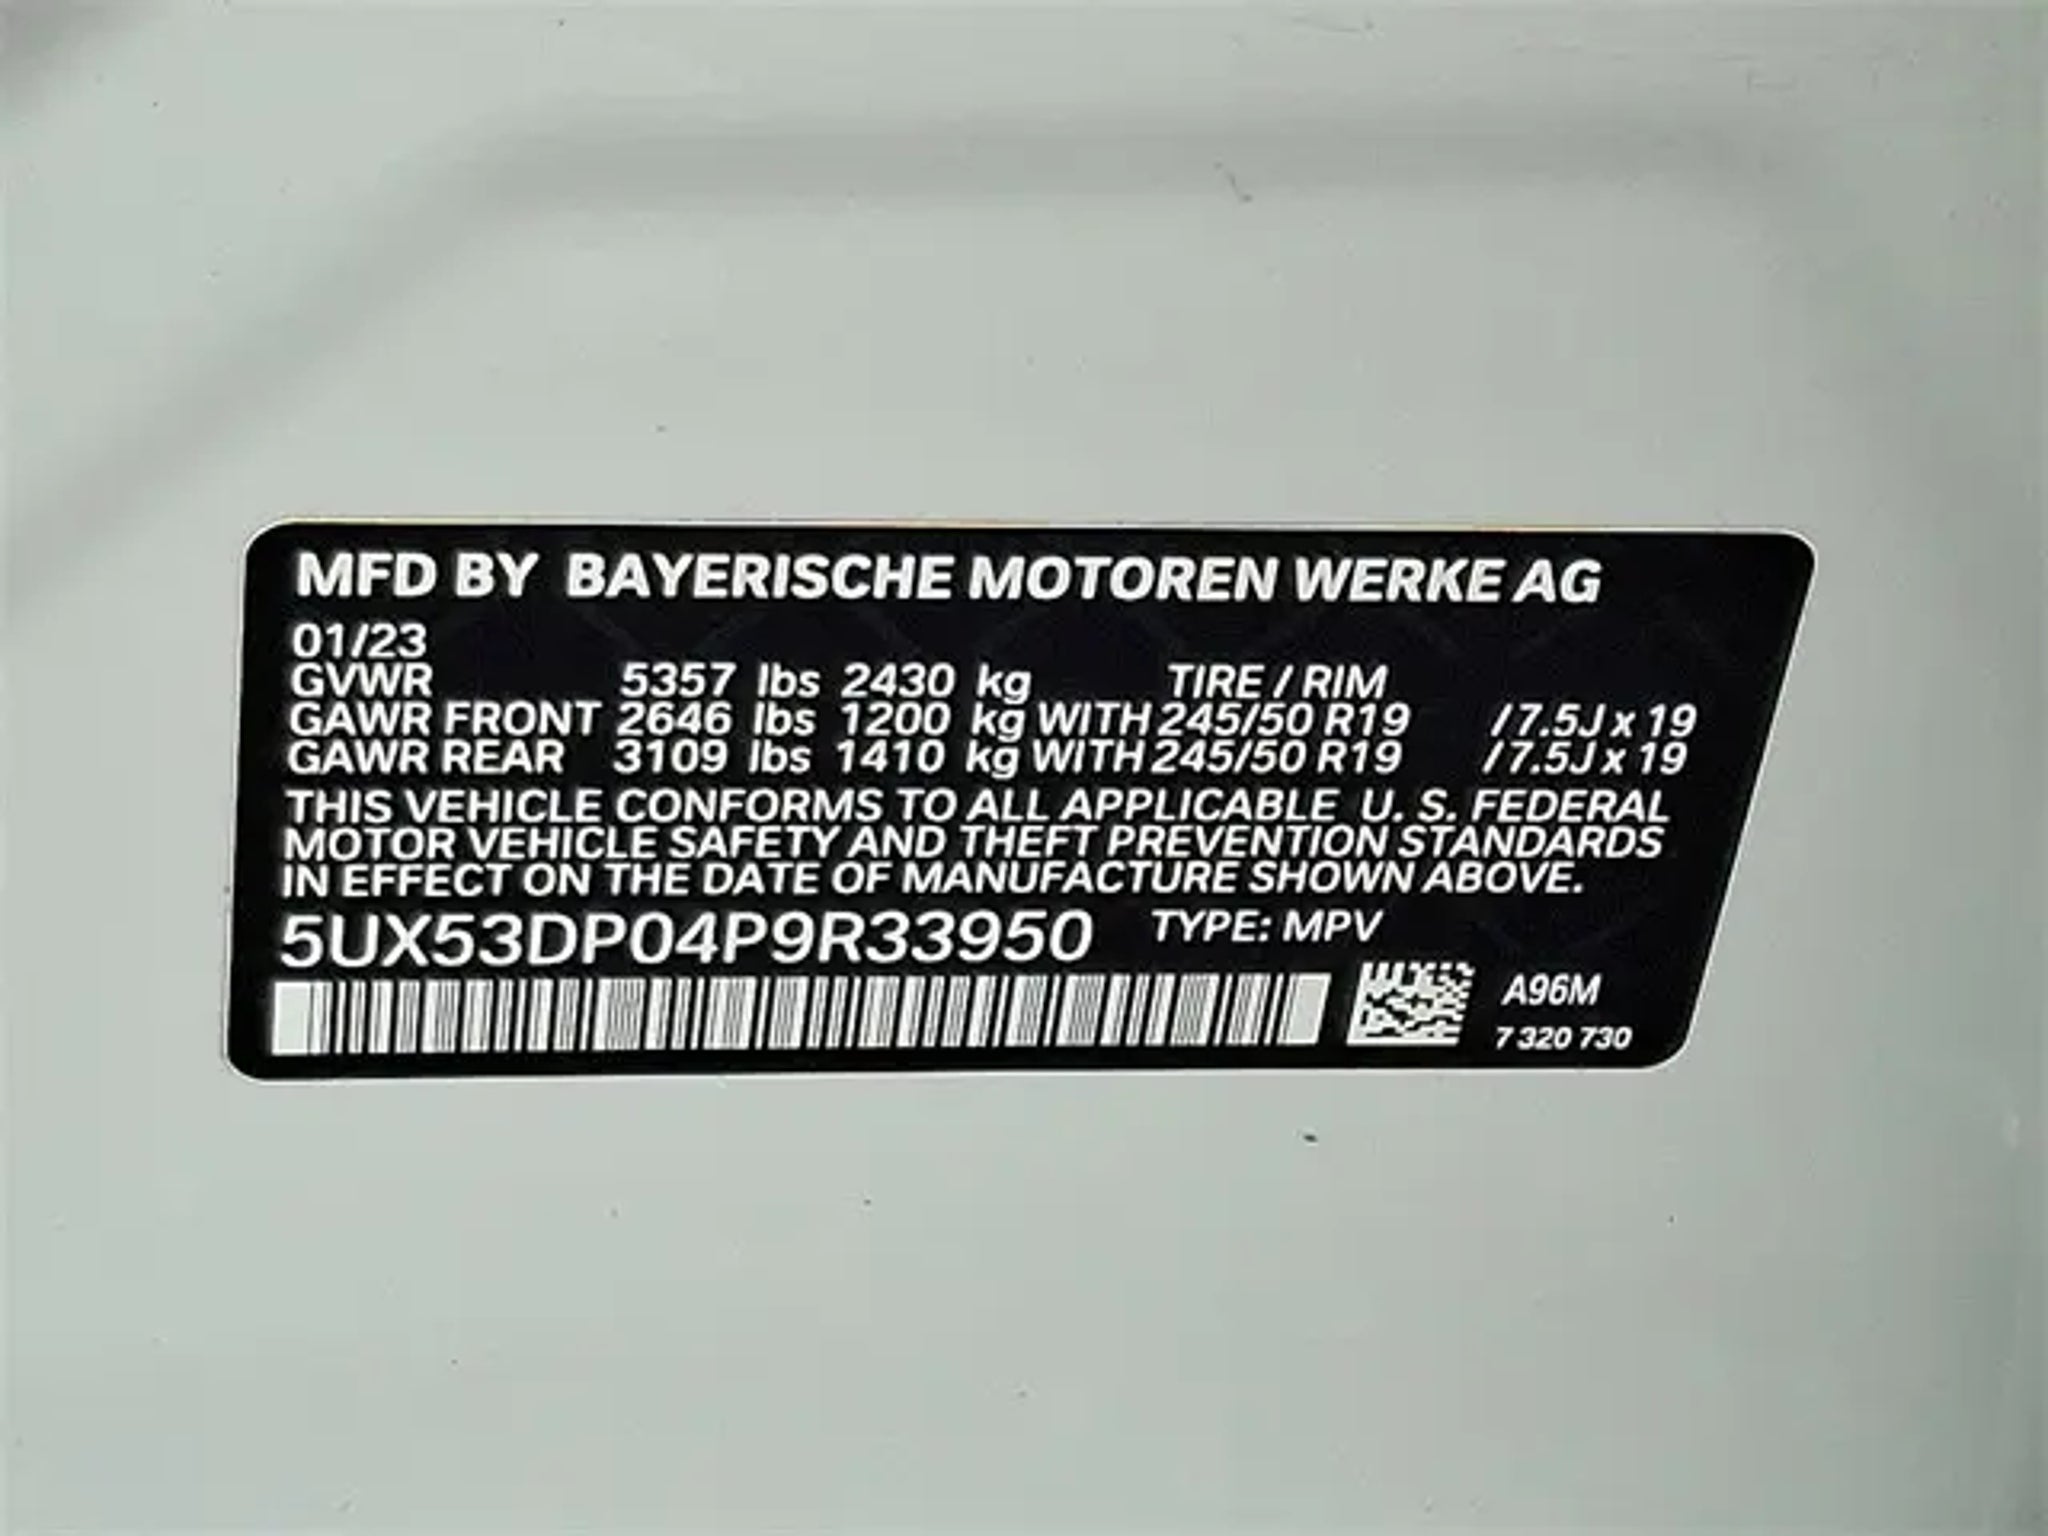 MFD BY BAYERISCHE MOTOREN WERKE AG
01/23
GVWR 5357 lbs 2430 kg TIRE / RIM
GAWR FRONT 2646 lbs 1200 kg WITH 245/50 R19 / 7.5J x 19
GAWR REAR 3109 lbs 1410 kg WITH 245/50 R19 / 7.5J x 19
THIS VEHICLE CONFORMS TO ALL APPLICABLE U. S. FEDERAL
MOTOR VEHICLE SAFETY AND THEFT PREVENTION STANDARDS
IN EFFECT ON THE DATE OF MANUFACTURE SHOWN ABOVE.
5UX53DP04P9R33950 TYPE: MPV
A96M
7 320 730